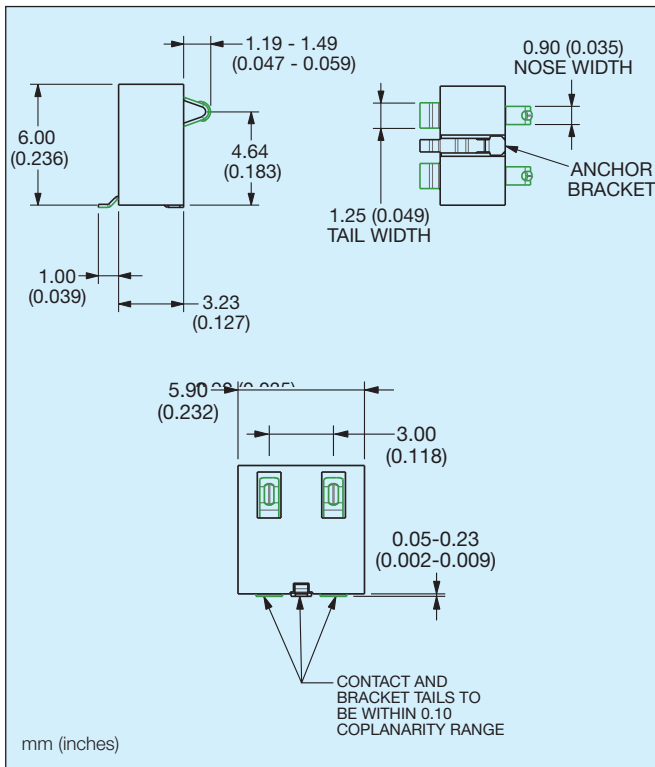 1.19 - 1.49
(0.047 - 0.059)
0.90 (0.035)
NOSE WIDTH
6.00
(0.236)
4.64
(0.183)
ANCHOR
BRACKET
1.25 (0.049)
TAIL WIDTH
1.00
(0.039)
3.23
(0.127)
5.90
(0.232)
3.00
(0.118)
0.05-0.23
(0.002-0.009)
CONTACT AND
BRACKET TAILS TO
BE WITHIN 0.10
COPLANARITY RANGE
mm (inches)